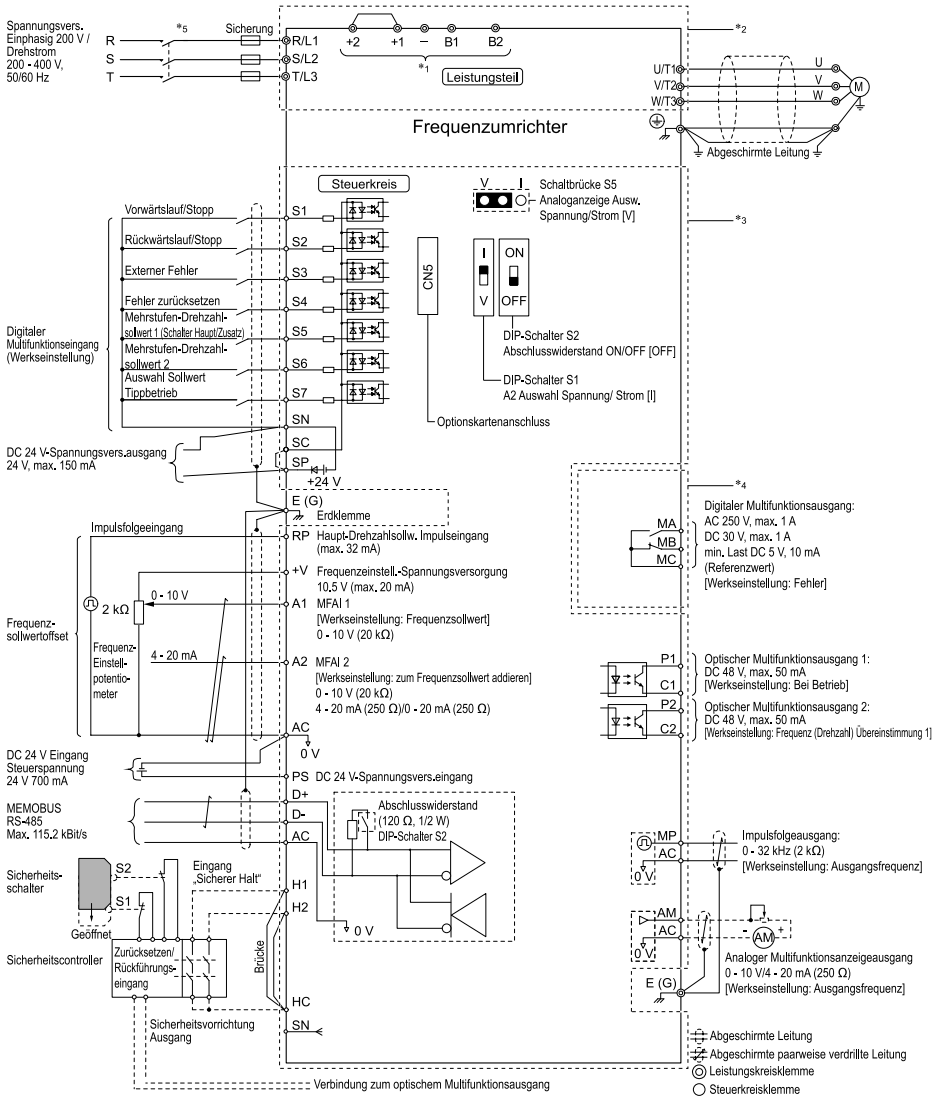 Spannungsvers.
Einphasig 200 V /
Drehstrom
200 - 400 V,
50/60 Hz
R
S
T
*5
Sicherung
R/L1
S/L2
T/L3
+2
+1
−
B1
B2
*1
Leistungsteil
*2
U/T1
V/T2
W/T3
U
V
W
M
Abgeschirmte Leitung
Frequenzumrichter
Steuerkreis
V
I
Schaltbrücke S5
Analoganzeige Ausw.
Spannung/Strom [V]
*3
CN5
I
V
ON
OFF
DIP-Schalter S2
Abschlusswiderstand ON/OFF [OFF]
DIP-Schalter S1
A2 Auswahl Spannung/ Strom [I]
Optionskartenanschluss
Digitaler
Multifunktionseingang
(Werkseinstellung)
Vorwärtslauf/Stopp
S1
Rückwärtslauf/Stopp
S2
Externer Fehler
S3
Fehler zurücksetzen
S4
Mehrstufen-Drehzahl-
sollwert 1 (Schalter Haupt/Zusatz)
S5
Mehrstufen-Drehzahl-
sollwert 2
S6
Auswahl Sollwert
Tippbetrieb
S7
SN
SC
SP
+24 V
DC 24 V-Spannungsvers.ausgang
24 V, max. 150 mA
E (G)
Erdklemme
*4
MA
MB
MC
Digitaler Multifunktionsausgang:
AC 250 V, max. 1 A
DC 30 V, max. 1 A
min. Last DC 5 V, 10 mA
(Referenzwert)
[Werkseinstellung: Fehler]
Impulsfolgeeingang
RP
Haupt-Drehzahlsollw. Impulseingang
(max. 32 mA)
+V
Frequenzeinstell.-Spannungsversorgung
10,5 V (max. 20 mA)
0 - 10 V
2 kΩ
A1
MFAI 1
[Werkseinstellung: Frequenzsollwert]
0 - 10 V (20 kΩ)
Frequenz-
sollwertoffset
Frequenz-
Einstell-
potentio-
meter
4 - 20 mA
A2
MFAI 2
[Werkseinstellung: zum Frequenzsollwert addieren]
0 - 10 V (20 kΩ)
4 - 20 mA (250 Ω)/0 - 20 mA (250 Ω)
AC
0 V
P1
C1
Optischer Multifunktionsausgang 1:
DC 48 V, max. 50 mA
[Werkseinstellung: Bei Betrieb]
P2
C2
Optischer Multifunktionsausgang 2:
DC 48 V, max. 50 mA
[Werkseinstellung: Frequenz (Drehzahl) Übereinstimmung 1]
DC 24 V Eingang
Steuerspannung
24 V 700 mA
PS
DC 24 V-Spannungsvers.eingang
MEMOBUS
RS-485
Max. 115.2 kBit/s
D+
D-
AC
Abschlusswiderstand
(120 Ω, 1/2 W)
DIP-Schalter S2
0 V
MP
AC
0 V
Impulsfolgeausgang:
0 - 32 kHz (2 kΩ)
[Werkseinstellung: Ausgangsfrequenz]
AM
AC
0 V
-
+
AM
Analoger Multifunktionsanzeigeausgang
0 - 10 V/4 - 20 mA (250 Ω)
[Werkseinstellung: Ausgangsfrequenz]
E (G)
Sicherheits-
schalter
S2
S1
Geöffnet
Eingang
„Sicherer Halt"
H1
H2
Brücke
HC
SN
Sicherheitscontroller
Zurücksetzen/
Rückführungs-
eingang
Sicherheitsvorrichtung
Ausgang
Verbindung zum optischem Multifunktionsausgang
Abgeschirmte Leitung
Abgeschirmte paarweise verdrillte Leitung
Leistungskreisklemme
Steuerkreisklemme